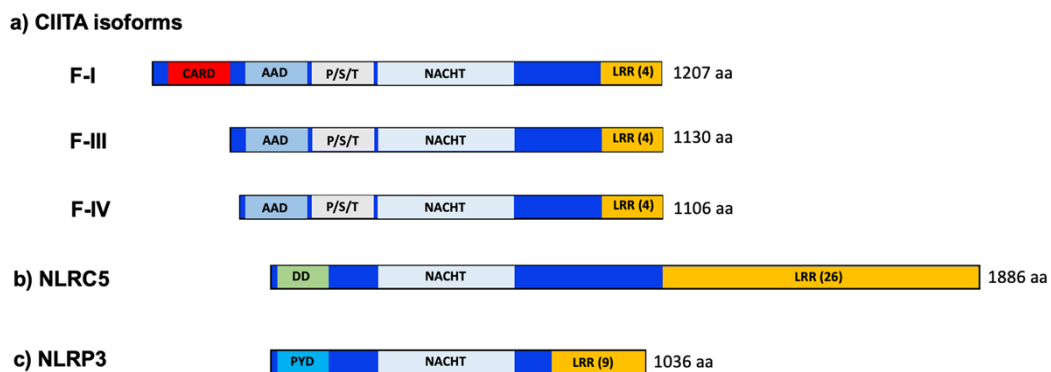 a) CIITA isoforms
F-I CARD AAD P/S/T NACHT LRR (4) 1207 aa
F-III AAD P/S/T NACHT LRR (4) 1130 aa
F-IV AAD P/S/T NACHT LRR (4) 1106 aa
b) NLRC5 DD NACHT LRR (26) 1886 aa
c) NLRP3 PYD NACHT LRR (9) 1036 aa